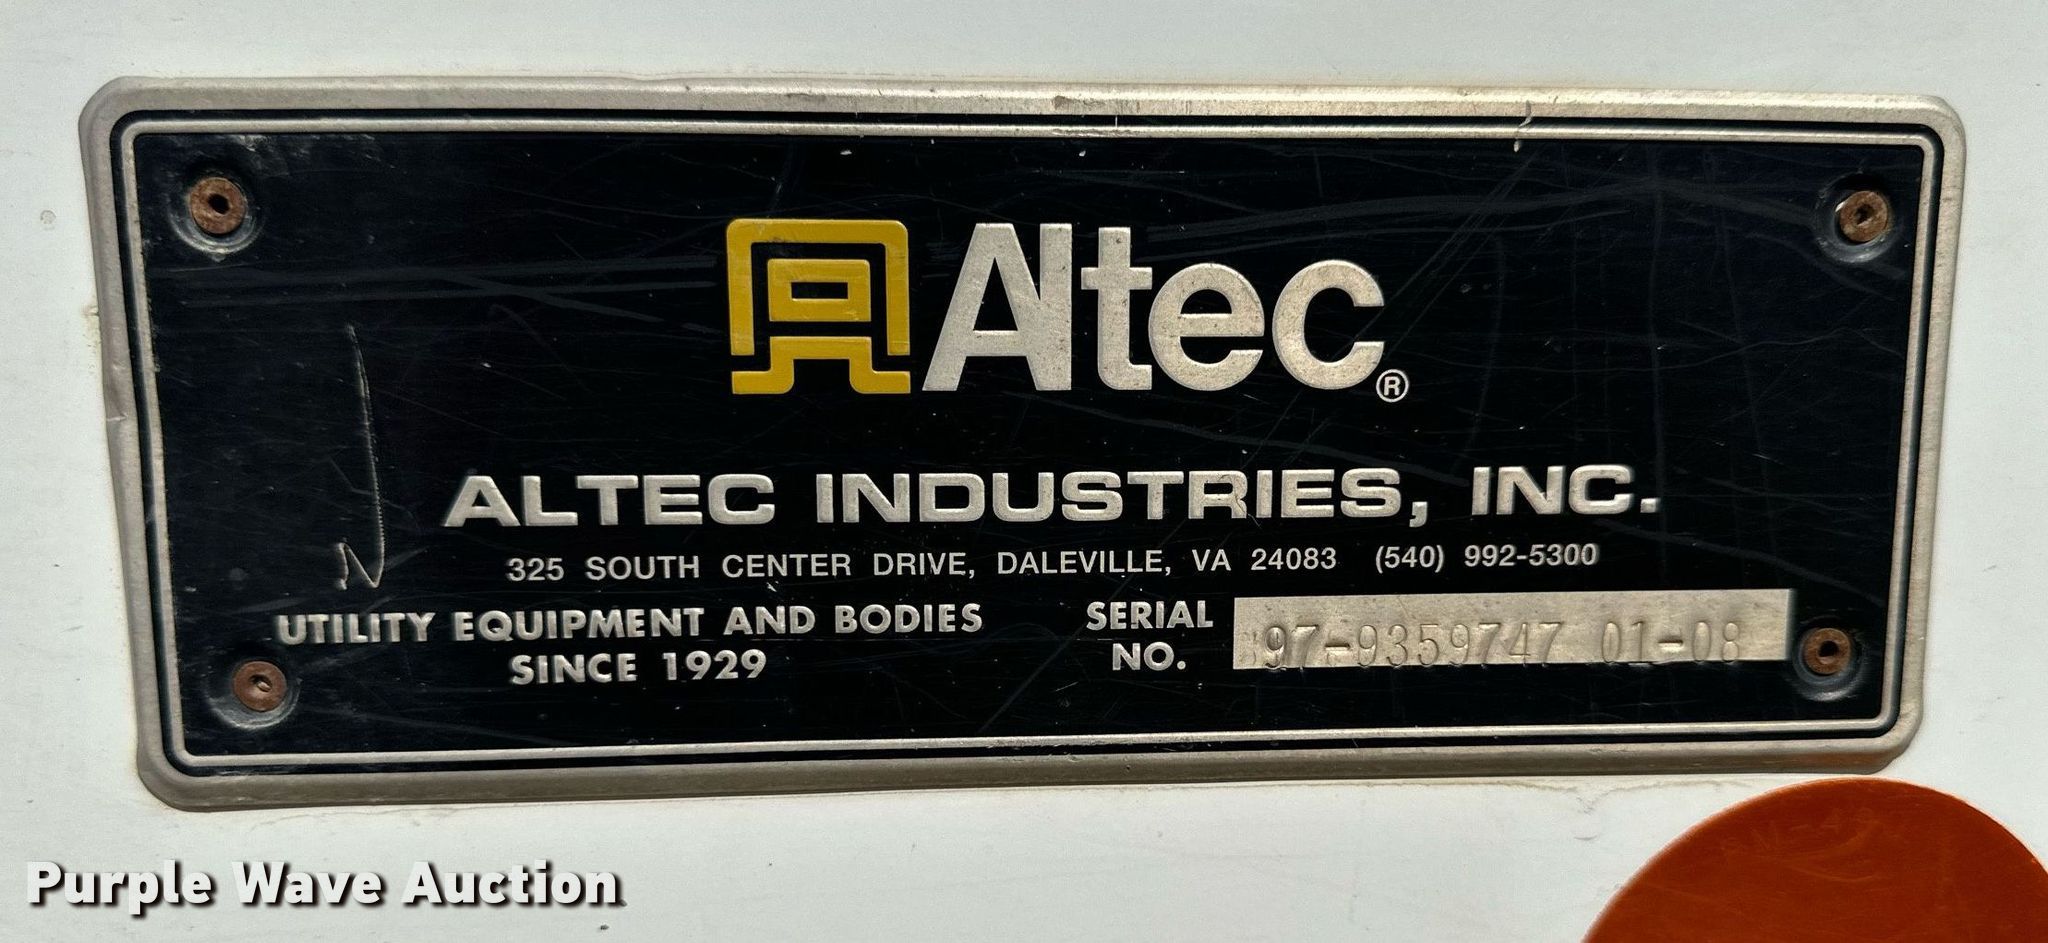 Altec®
ALTEC INDUSTRIES, INC.
325 SOUTH CENTER DRIVE, DALEVILLE, VA 24083 (540) 992-5300
UTILITY EQUIPMENT AND BODIES
SINCE 1929
SERIAL
NO.
97-9359747 01-08
Purple Wave Auction